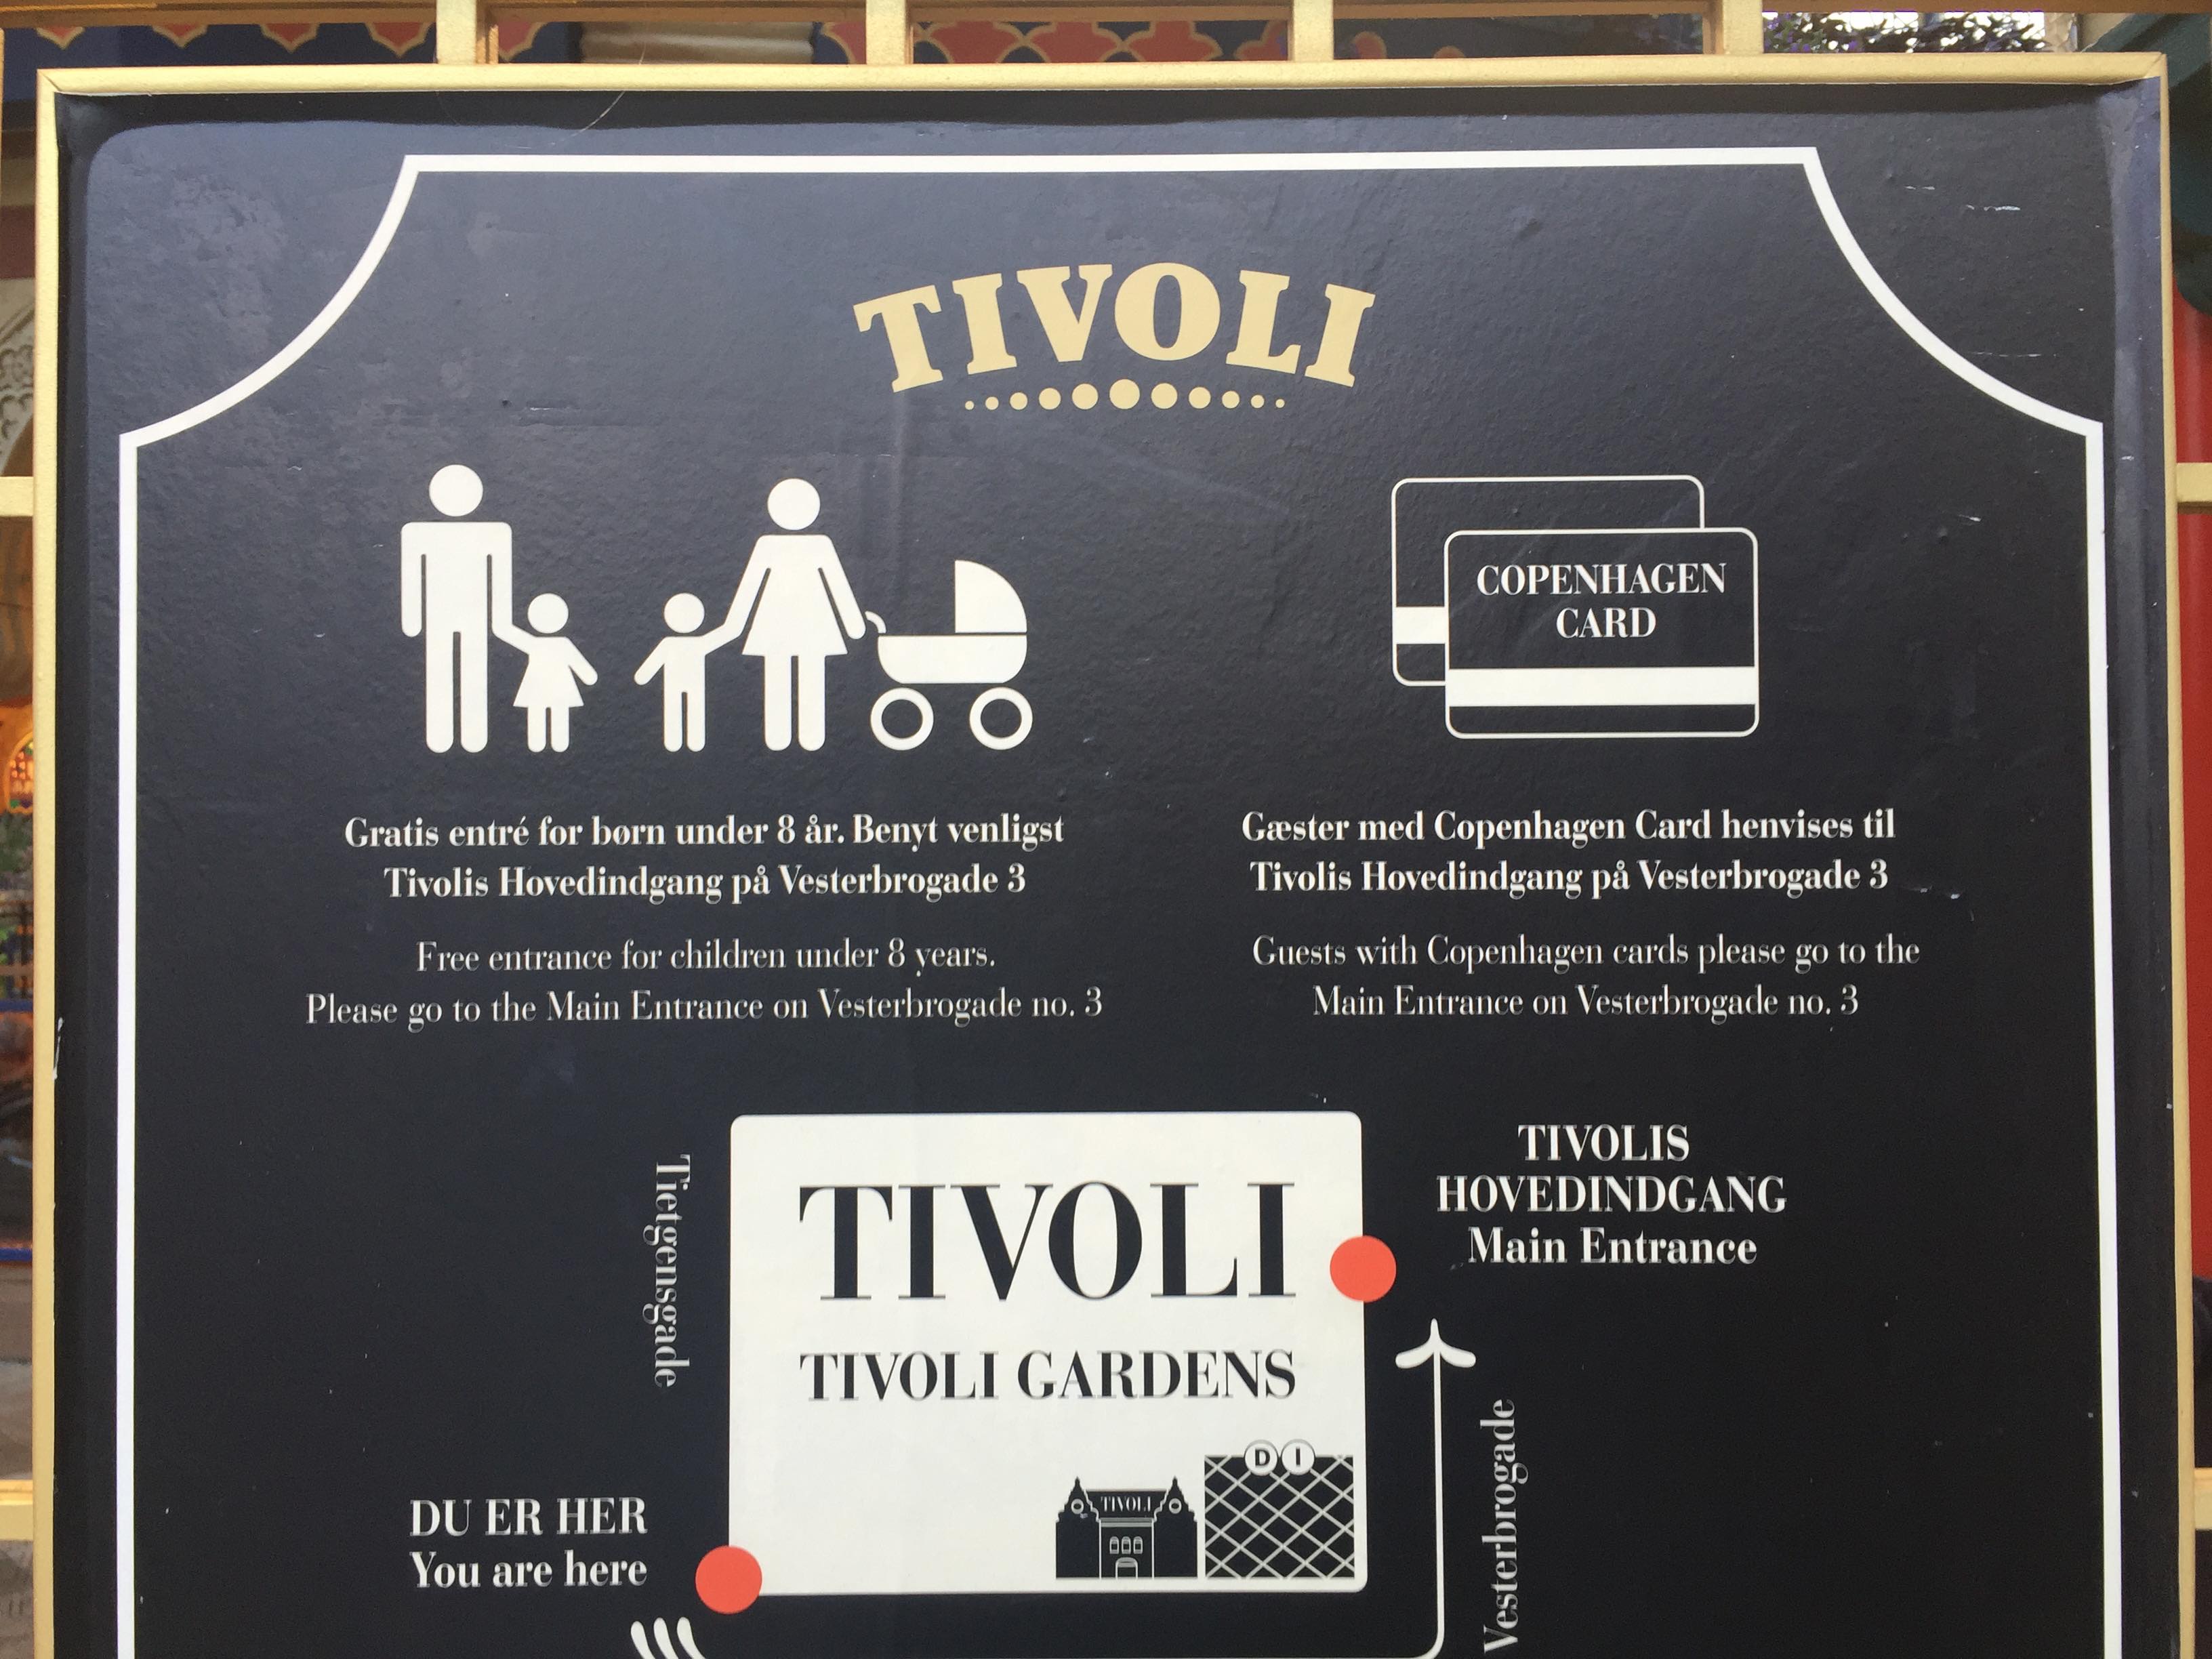 TIVOLI
COPENHAGEN
CARD
Gratis entré for børn under 8 år. Benyt venligst
Tivolis Hovedindgang på Vesterbrogade 3
Free entrance for children under 8 years.
Please go to the Main Entrance on Vesterbrogade no. 3
Gæster med Copenhagen Card henvises til
Tivolis Hovedindgang på Vesterbrogade 3
Guests with Copenhagen cards please go to the
Main Entrance on Vesterbrogade no. 3
Tietgensgade
TIVOLI
TIVOLI GARDENS
TIVOLI
D I
TIVOLIS
HOVEDINDGANG
Main Entrance
Vesterbrogade
DU ER HER
You are here